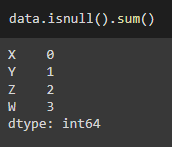 data.isnull().sum()
X    0
Y    1
Z    2
W    3
dtype: int64